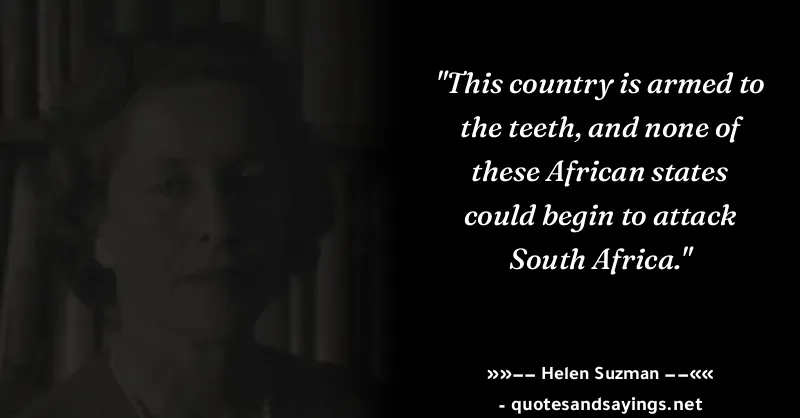 "This country is armed to
the teeth, and none of
these African states
could begin to attack
South Africa."
»»–– Helen Suzman ––««
- quotesandsayings.net